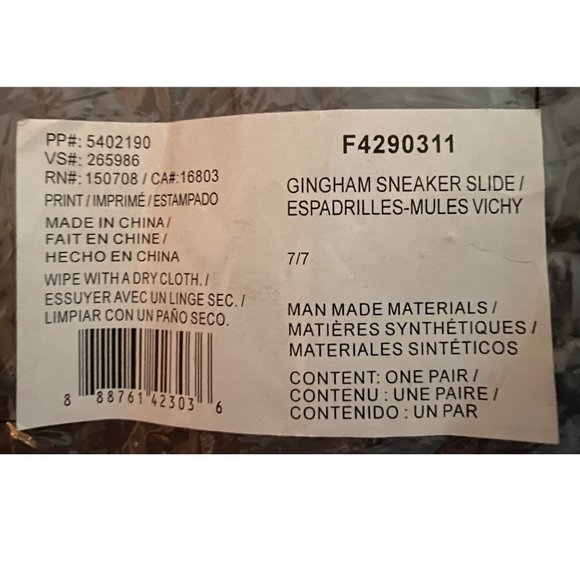 PP#: 5402190
VS#: 265986
RN#: 150708 / CA#:16803
PRINT / IMPRIMÉ / ESTAMPADO
MADE IN CHINA /
FAIT EN CHINE /
HECHO EN CHINA
WIPE WITH A DRY CLOTH. /
ESSUYER AVEC UN LINGE SEC. /
LIMPIAR CON UN PAÑO SECO.
8 88761 42303 6
F4290311
GINGHAM SNEAKER SLIDE /
ESPADRILLES-MULES VICHY
7/7
MAN MADE MATERIALS /
MATIÈRES SYNTHÉTIQUES /
MATERIALES SINTÉTICOS
CONTENT: ONE PAIR /
CONTENU : UNE PAIRE /
CONTENIDO : UN PAR